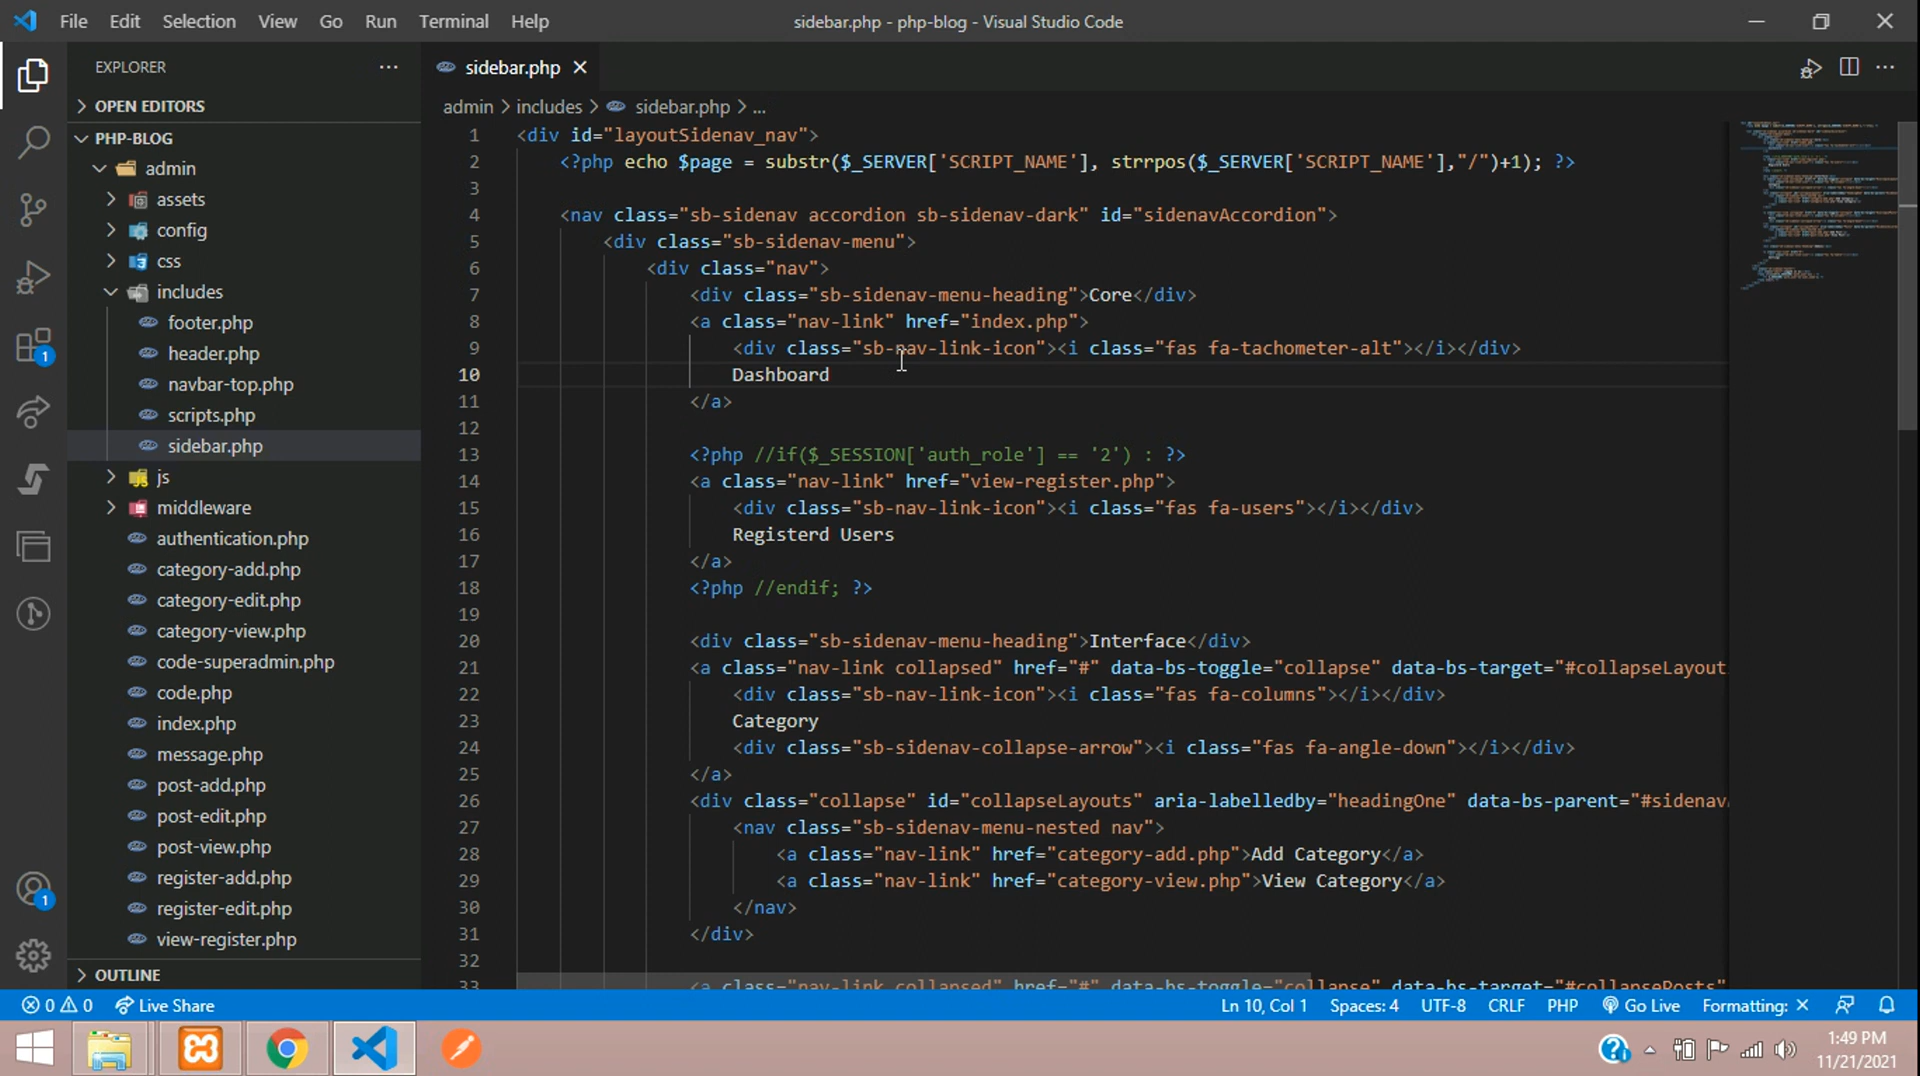 File Edit Selection View Go Run Terminal Help
sidebar.php - php-blog - Visual Studio Code
EXPLORER
OPEN EDITORS
PHP-BLOG
admin
assets
config
css
includes
footer.php
header.php
navbar-top.php
scripts.php
sidebar.php
js
middleware
authentication.php
category-add.php
category-edit.php
category-view.php
code-superadmin.php
code.php
index.php
message.php
post-add.php
post-edit.php
post-view.php
register-add.php
register-edit.php
view-register.php
OUTLINE
1
1
sidebar.php
admin > includes > sidebar.php > ...
1 <div id="layoutSidenav_nav">
2 <?php echo $page = substr($_SERVER['SCRIPT_NAME'], strrpos($_SERVER['SCRIPT_NAME'],"/")+1); ?>
3
4 <nav class="sb-sidenav accordion sb-sidenav-dark" id="sidenavAccordion">
5 <div class="sb-sidenav-menu">
6 <div class="nav">
7 <div class="sb-sidenav-menu-heading">Core</div>
8 <a class="nav-link" href="index.php">
9 <div class="sb-nav-link-icon"><i class="fas fa-tachometer-alt"></i></div>
10 Dashboard
11 </a>
12
13 <?php //if($_SESSION['auth_role'] == '2') : ?>
14 <a class="nav-link" href="view-register.php">
15 <div class="sb-nav-link-icon"><i class="fas fa-users"></i></div>
16 Registerd Users
17 </a>
18 <?php //endif; ?>
19
20 <div class="sb-sidenav-menu-heading">Interface</div>
21 <a class="nav-link collapsed" href="#" data-bs-toggle="collapse" data-bs-target="#collapseLayout
22 <div class="sb-nav-link-icon"><i class="fas fa-columns"></i></div>
23 Category
24 <div class="sb-sidenav-collapse-arrow"><i class="fas fa-angle-down"></i></div>
25 </a>
26 <div class="collapse" id="collapseLayouts" aria-labelledby="headingOne" data-bs-parent="#sidenav
27 <nav class="sb-sidenav-menu-nested nav">
28 <a class="nav-link" href="category-add.php">Add Category</a>
29 <a class="nav-link" href="category-view.php">View Category</a>
30 </nav>
31 </div>
32
33 <a class="nav-link collapsed" href="#" data-bs-toggle="collapse" data-bs-target="#collapsePosts"
0 0 Live Share
Ln 10, Col 1 Spaces: 4 UTF-8 CRLF PHP Go Live Formatting: ×
1:49 PM
11/21/2021